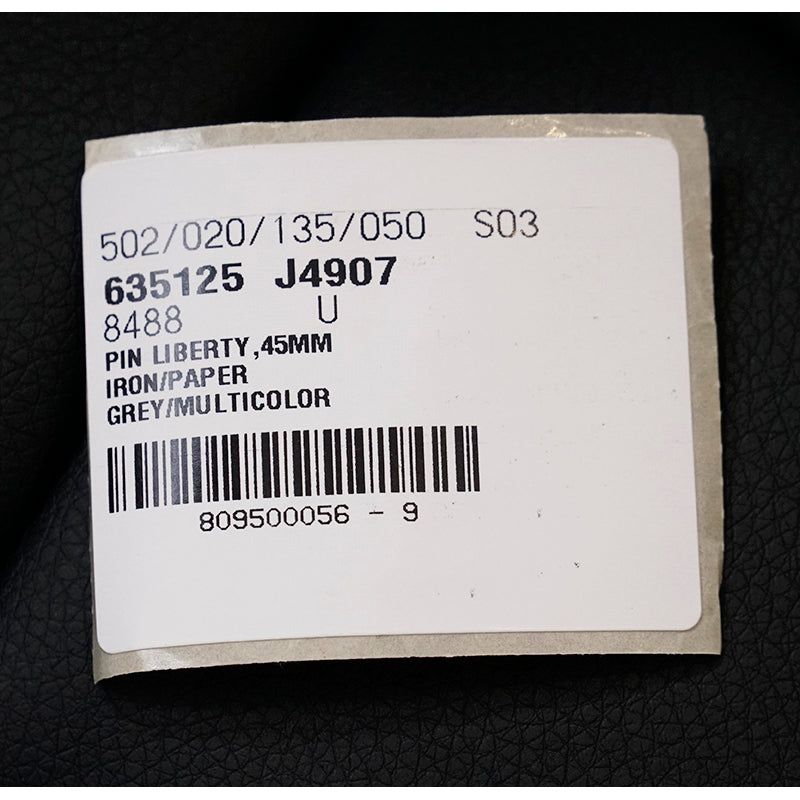 502/020/135/050 S03
635125 J4907
8488 U
PIN LIBERTY,45MM
IRON/PAPER
GREY/MULTICOLOR
809500056 - 9